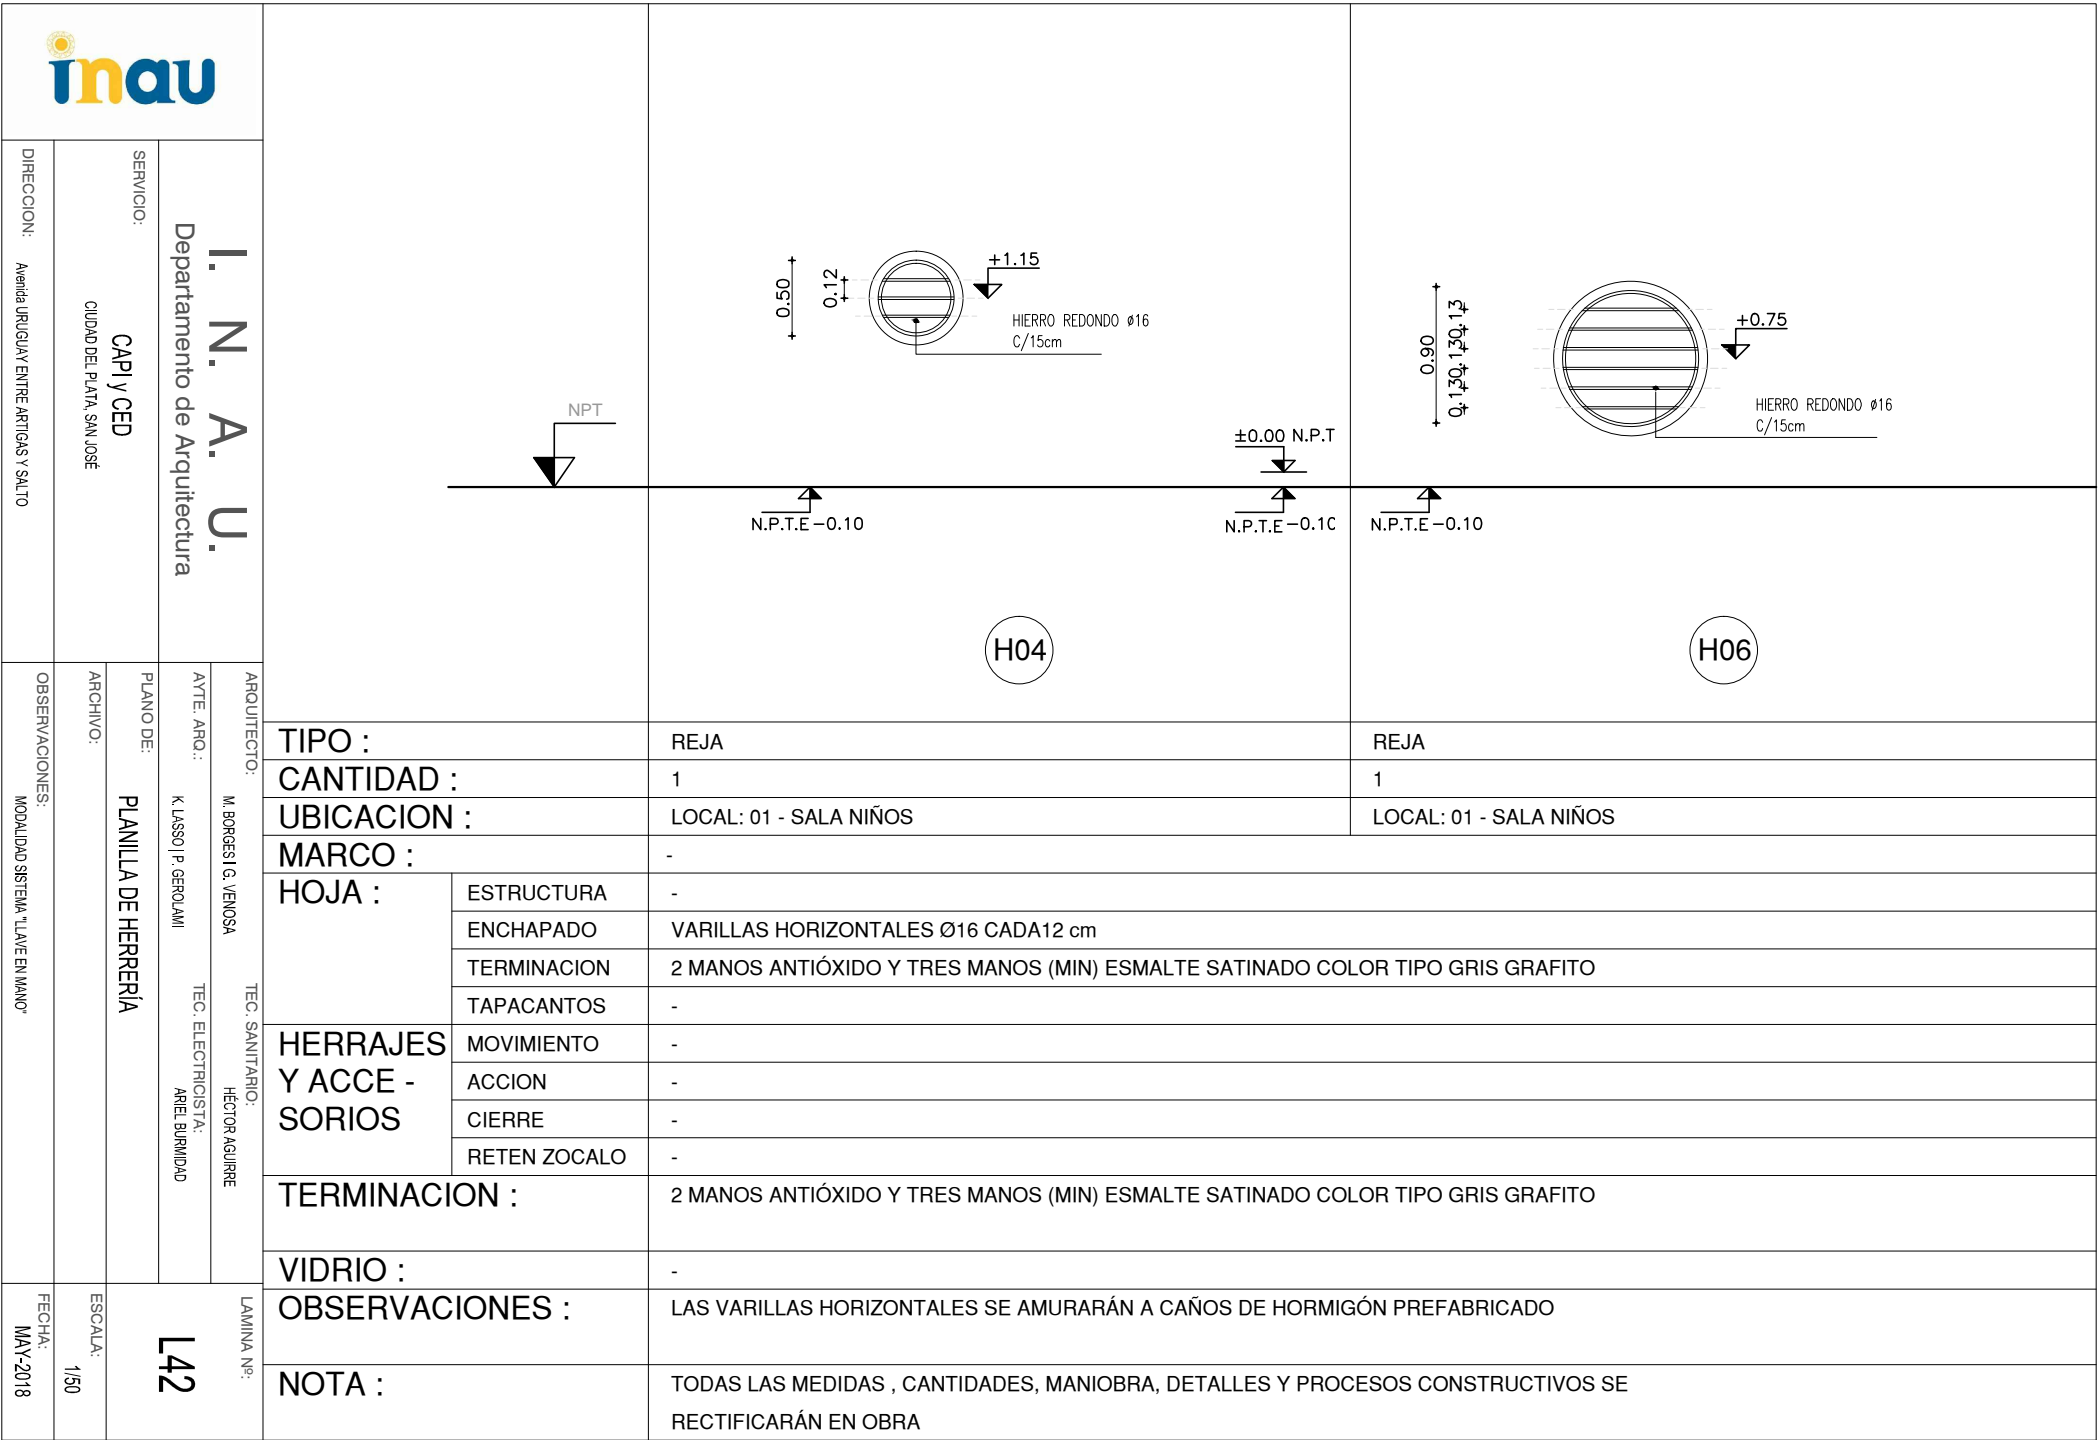 inau
I. N. A. U.
Departamento de Arquitectura
SERVICIO:
CAPI y CED
CIUDAD DEL PLATA, SAN JOSÉ
DIRECCION:
Avenida URUGUAY ENTRE ARTIGAS Y SALTO
ARQUITECTO:
M. BORGES I G. VENOSA
TEC. SANITARIO:
HÉCTOR AGUIRRE
AYTE. ARQ.:
K. LASSO | P. GEROLAMI
TEC. ELECTRICISTA:
ARIEL BURMIDAD
PLANO DE:
PLANILLA DE HERRERÍA
ARCHIVO:
OBSERVACIONES:
MODALIDAD SISTEMA "LLAVE EN MANO"
LAMINA Nº:
L42
ESCALA:
1/50
FECHA:
MAY-2018
NPT
0.50
0.12
+1.15
HIERRO REDONDO ø16
C/15cm
±0.00 N.P.T
N.P.T.E -0.10
N.P.T.E -0.10
H04
0.90
0.130.130.13
+0.75
HIERRO REDONDO ø16
C/15cm
N.P.T.E -0.10
H06
TIPO : REJA REJA
CANTIDAD : 1 1
UBICACION : LOCAL: 01 - SALA NIÑOS LOCAL: 01 - SALA NIÑOS
MARCO : -
HOJA : ESTRUCTURA -
ENCHAPADO VARILLAS HORIZONTALES Ø16 CADA12 cm
TERMINACION 2 MANOS ANTIÓXIDO Y TRES MANOS (MIN) ESMALTE SATINADO COLOR TIPO GRIS GRAFITO
TAPACANTOS -
HERRAJES MOVIMIENTO -
Y ACCE - ACCION -
SORIOS CIERRE -
RETEN ZOCALO -
TERMINACION : 2 MANOS ANTIÓXIDO Y TRES MANOS (MIN) ESMALTE SATINADO COLOR TIPO GRIS GRAFITO
VIDRIO : -
OBSERVACIONES : LAS VARILLAS HORIZONTALES SE AMURARÁN A CAÑOS DE HORMIGÓN PREFABRICADO
NOTA : TODAS LAS MEDIDAS , CANTIDADES, MANIOBRA, DETALLES Y PROCESOS CONSTRUCTIVOS SE
RECTIFICARÁN EN OBRA